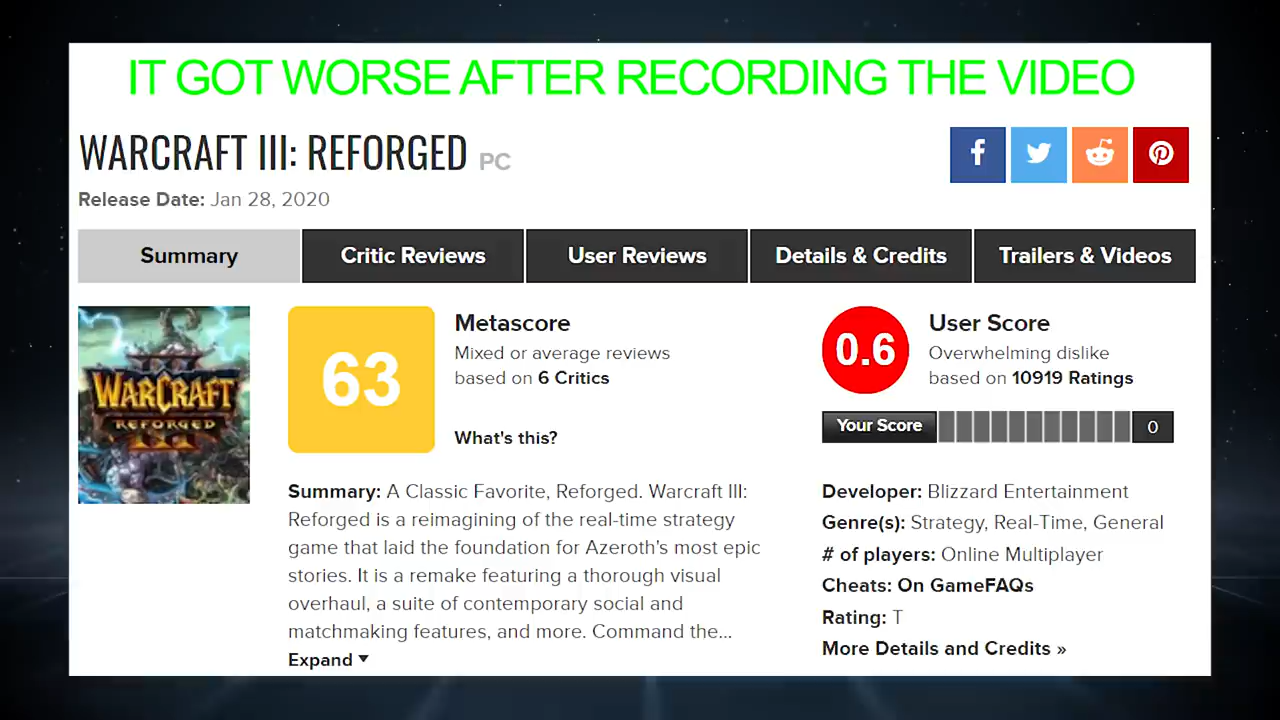 IT GOT WORSE AFTER RECORDING THE VIDEO
WARCRAFT III: REFORGED PC
Release Date: Jan 28, 2020
Summary
Critic Reviews
User Reviews
Details & Credits
Trailers & Videos
WARCRAFT
REFORGED
III
63
Metascore
Mixed or average reviews
based on 6 Critics
What's this?
0.6
User Score
Overwhelming dislike
based on 10919 Ratings
Your Score
0
Summary: A Classic Favorite, Reforged. Warcraft III:
Reforged is a reimagining of the real-time strategy
game that laid the foundation for Azeroth's most epic
stories. It is a remake featuring a thorough visual
overhaul, a suite of contemporary social and
matchmaking features, and more. Command the...
Expand
Developer: Blizzard Entertainment
Genre(s): Strategy, Real-Time, General
# of players: Online Multiplayer
Cheats: On GameFAQs
Rating: T
More Details and Credits »